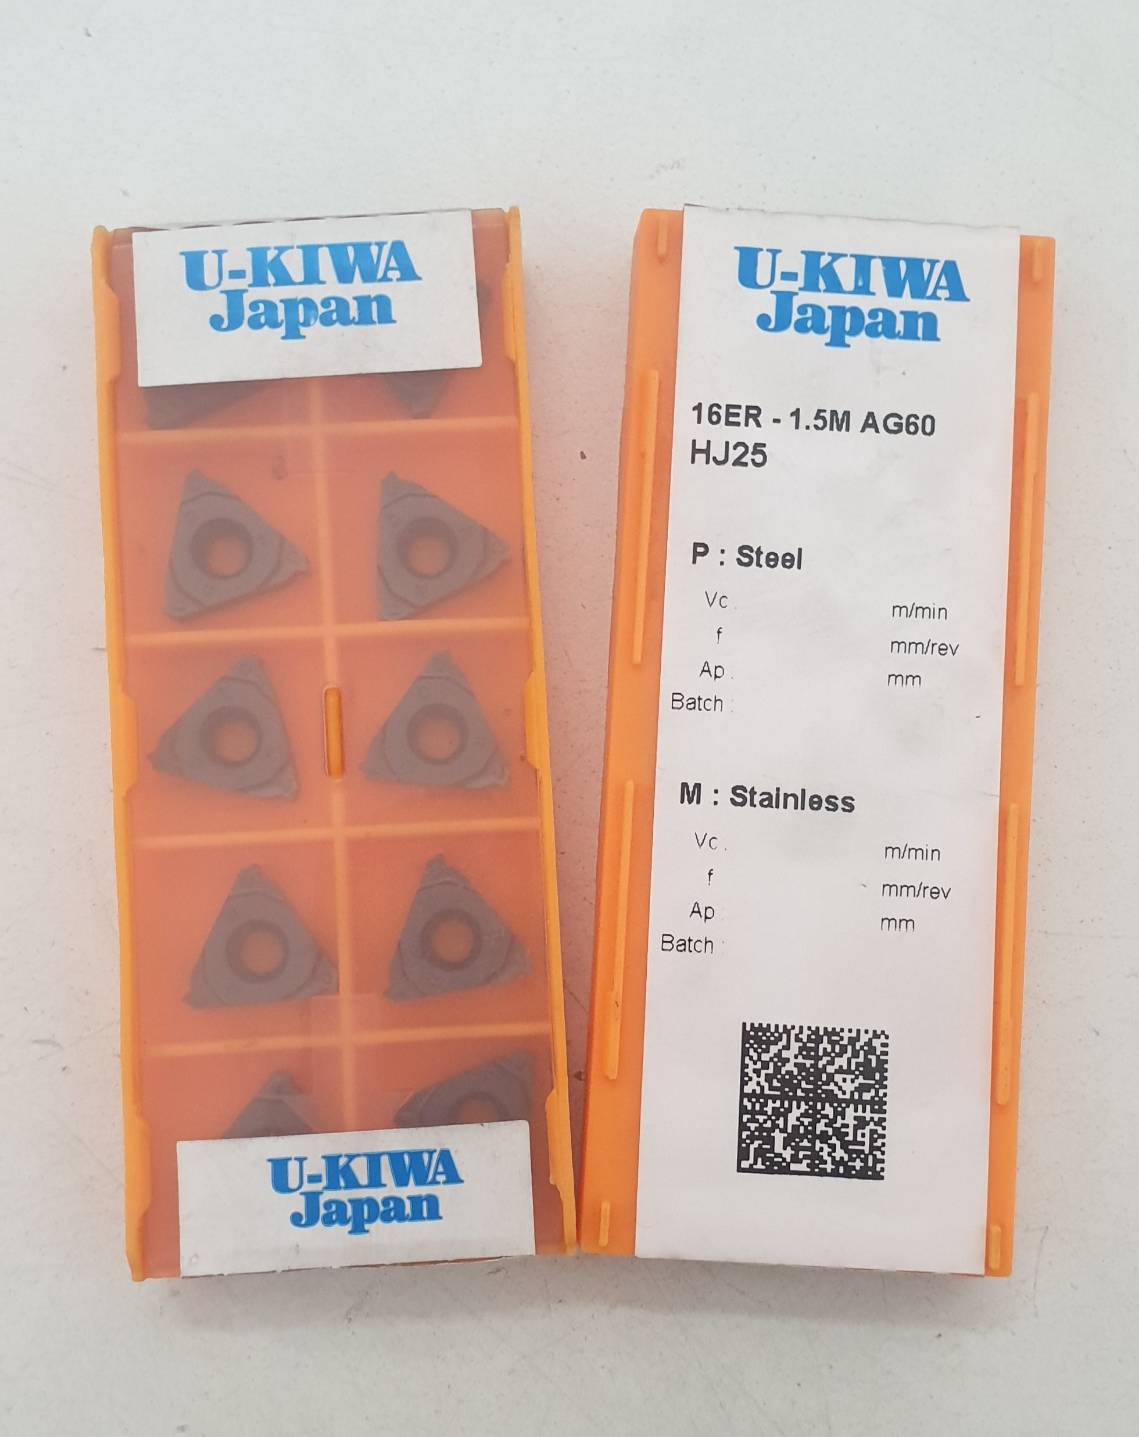 U-KIWA
Japan
U-KIWA
Japan
U-KIWA
Japan
16ER - 1.5M AG60
HJ25
P : Steel
Vc m/min
f mm/rev
Ap mm
Batch :
M : Stainless
Vc m/min
f mm/rev
Ap mm
Batch